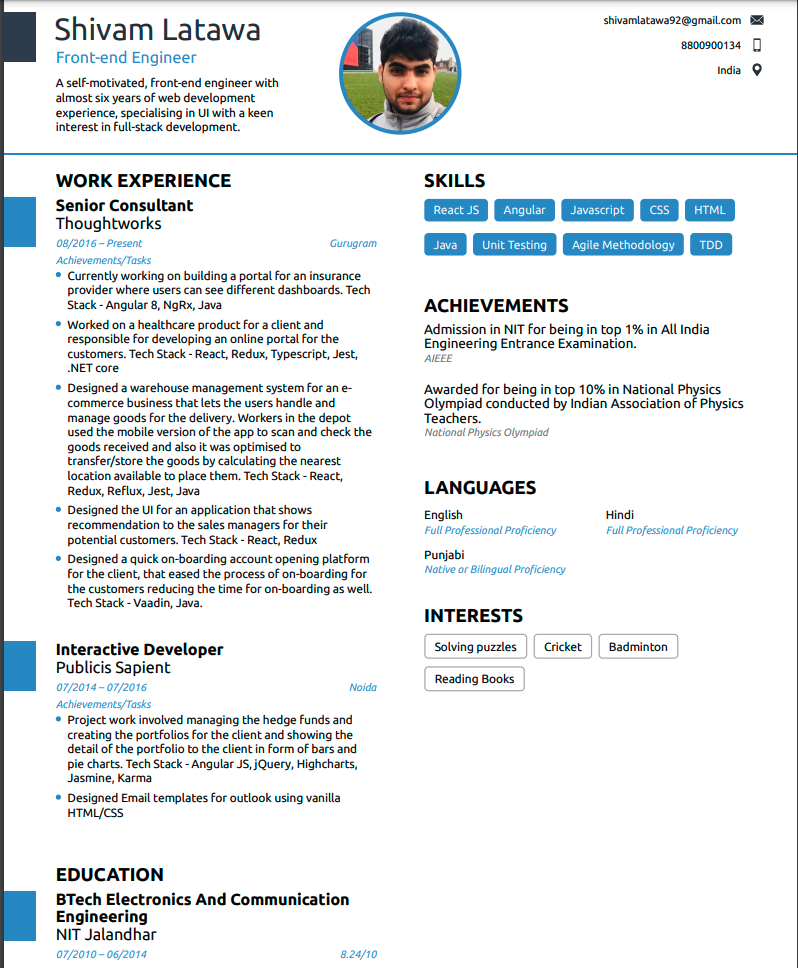 Shivam Latawa
Front-end Engineer
A self-motivated, front-end engineer with
almost six years of web development
experience, specialising in UI with a keen
interest in full-stack development.
shivamlatawa92@gmail.com
8800900134
India
WORK EXPERIENCE
Senior Consultant
Thoughtworks
08/2016 – Present Gurugram
Achievements/Tasks
Currently working on building a portal for an insurance
provider where users can see different dashboards. Tech
Stack - Angular 8, NgRx, Java
Worked on a healthcare product for a client and
responsible for developing an online portal for the
customers. Tech Stack - React, Redux, Typescript, Jest,
.NET core
Designed a warehouse management system for an e-
commerce business that lets the users handle and
manage goods for the delivery. Workers in the depot
used the mobile version of the app to scan and check the
goods received and also it was optimised to
transfer/store the goods by calculating the nearest
location available to place them. Tech Stack - React,
Redux, Reflux, Jest, Java
Designed the UI for an application that shows
recommendation to the sales managers for their
potential customers. Tech Stack - React, Redux
Designed a quick on-boarding account opening platform
for the client, that eased the process of on-boarding for
the customers reducing the time for on-boarding as well.
Tech Stack - Vaadin, Java.
Interactive Developer
Publicis Sapient
07/2014 – 07/2016 Noida
Achievements/Tasks
Project work involved managing the hedge funds and
creating the portfolios for the client and showing the
detail of the portfolio to the client in form of bars and
pie charts. Tech Stack - Angular JS, jQuery, Highcharts,
Jasmine, Karma
Designed Email templates for outlook using vanilla
HTML/CSS
EDUCATION
BTech Electronics And Communication
Engineering
NIT Jalandhar
07/2010 – 06/2014 8.24/10
SKILLS
React JS Angular Javascript CSS HTML
Java Unit Testing Agile Methodology TDD
ACHIEVEMENTS
Admission in NIT for being in top 1% in All India
Engineering Entrance Examination.
AIEEE
Awarded for being in top 10% in National Physics
Olympiad conducted by Indian Association of Physics
Teachers.
National Physics Olympiad
LANGUAGES
English Hindi
Full Professional Proficiency Full Professional Proficiency
Punjabi
Native or Bilingual Proficiency
INTERESTS
Solving puzzles Cricket Badminton
Reading Books